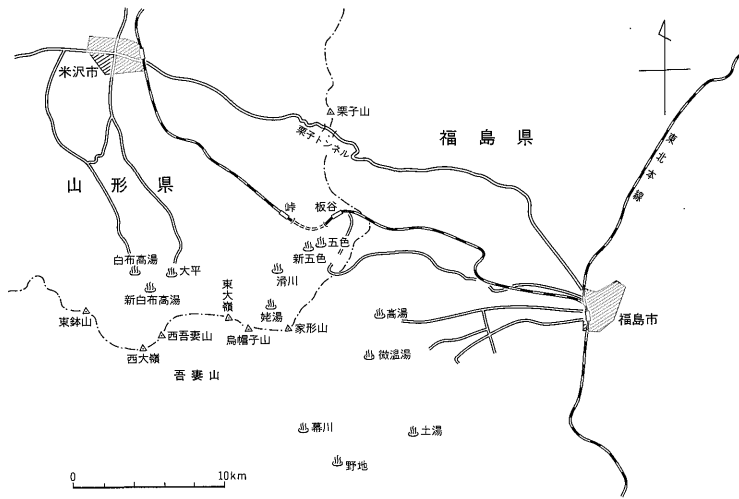 米沢市
栗子山
栗子トンネル
福島県
東北本線
山形県
峠
板谷
五色
新五色
白布高湯
大平
滑川
新白布高湯
東大嶺
姥湯
高湯
東鉢山
西吾妻山
烏帽子山
家形山
福島市
西大嶺
微温湯
吾妻山
幕川
土湯
野地
0
10km